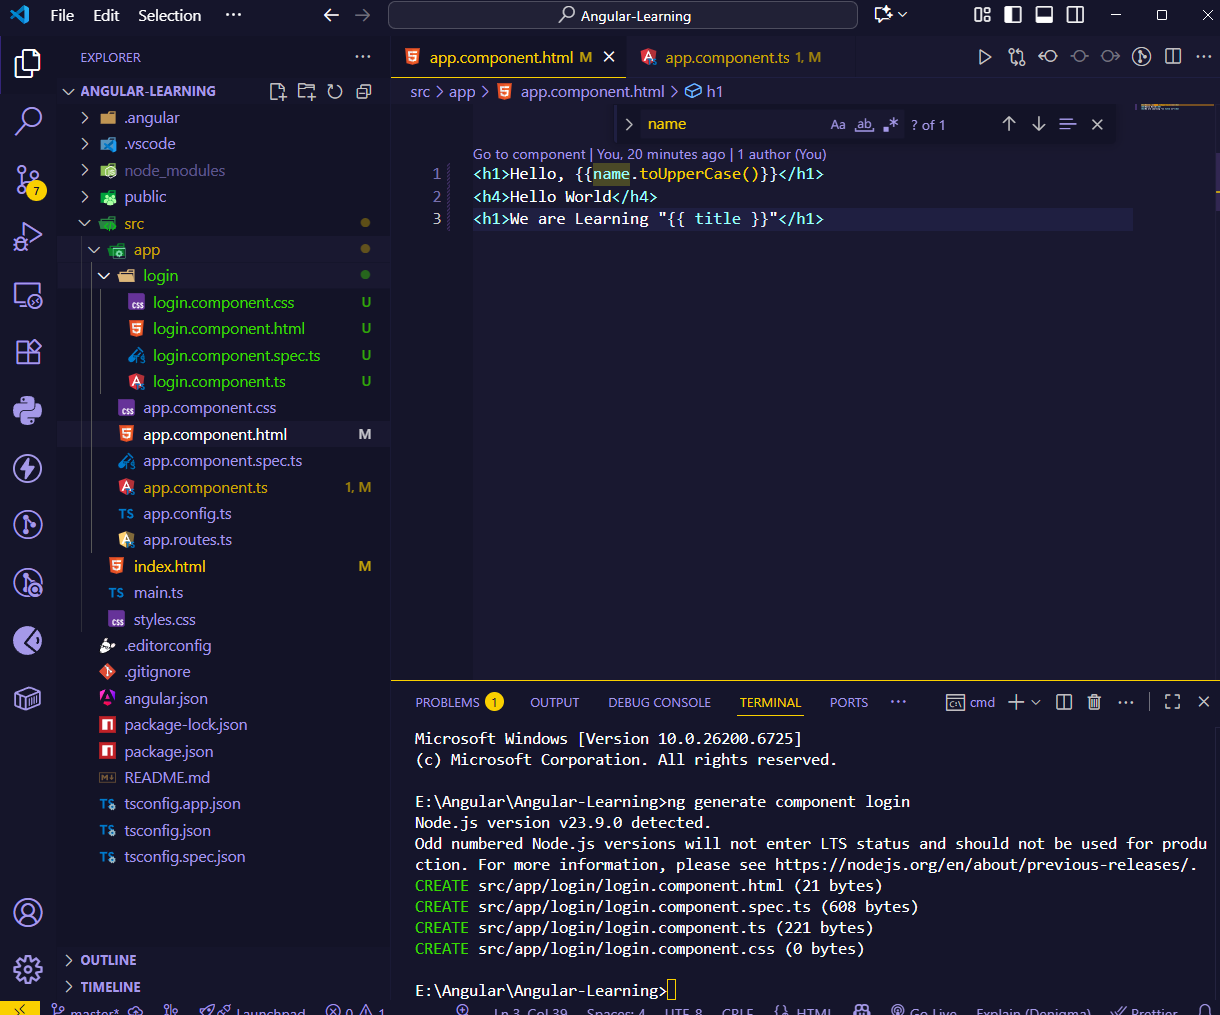 File Edit Selection ··· Angular-Learning
EXPLORER ···
ANGULAR-LEARNING
.angular
.vscode
node_modules
public
src
app
login
login.component.css U
login.component.html U
login.component.spec.ts U
login.component.ts U
app.component.css
app.component.html M
app.component.spec.ts
app.component.ts 1, M
app.config.ts
app.routes.ts
index.html M
main.ts
styles.css
.editorconfig
.gitignore
angular.json
package-lock.json
package.json
README.md
tsconfig.app.json
tsconfig.json
tsconfig.spec.json
OUTLINE
TIMELINE
7
app.component.html M app.component.ts 1, M
src > app > app.component.html > h1
name Aa ab .* ? of 1
Go to component | You, 20 minutes ago | 1 author (You)
1 <h1>Hello, {{name.toUpperCase()}}</h1>
2 <h4>Hello World</h4>
3 <h1>We are Learning "{{ title }}"</h1>
PROBLEMS 1 OUTPUT DEBUG CONSOLE TERMINAL PORTS ··· cmd
Microsoft Windows [Version 10.0.26200.6725]
(c) Microsoft Corporation. All rights reserved.
E:\Angular\Angular-Learning>ng generate component login
Node.js version v23.9.0 detected.
Odd numbered Node.js versions will not enter LTS status and should not be used for produ
ction. For more information, please see https://nodejs.org/en/about/previous-releases/.
CREATE src/app/login/login.component.html (21 bytes)
CREATE src/app/login/login.component.spec.ts (608 bytes)
CREATE src/app/login/login.component.ts (221 bytes)
CREATE src/app/login/login.component.css (0 bytes)
E:\Angular\Angular-Learning>
master* Launchpad 0 1 Ln 3, Col 39 Spaces: 4 UTF-8 CRLF {} HTML Go Live Explain (Denigma) Prettier